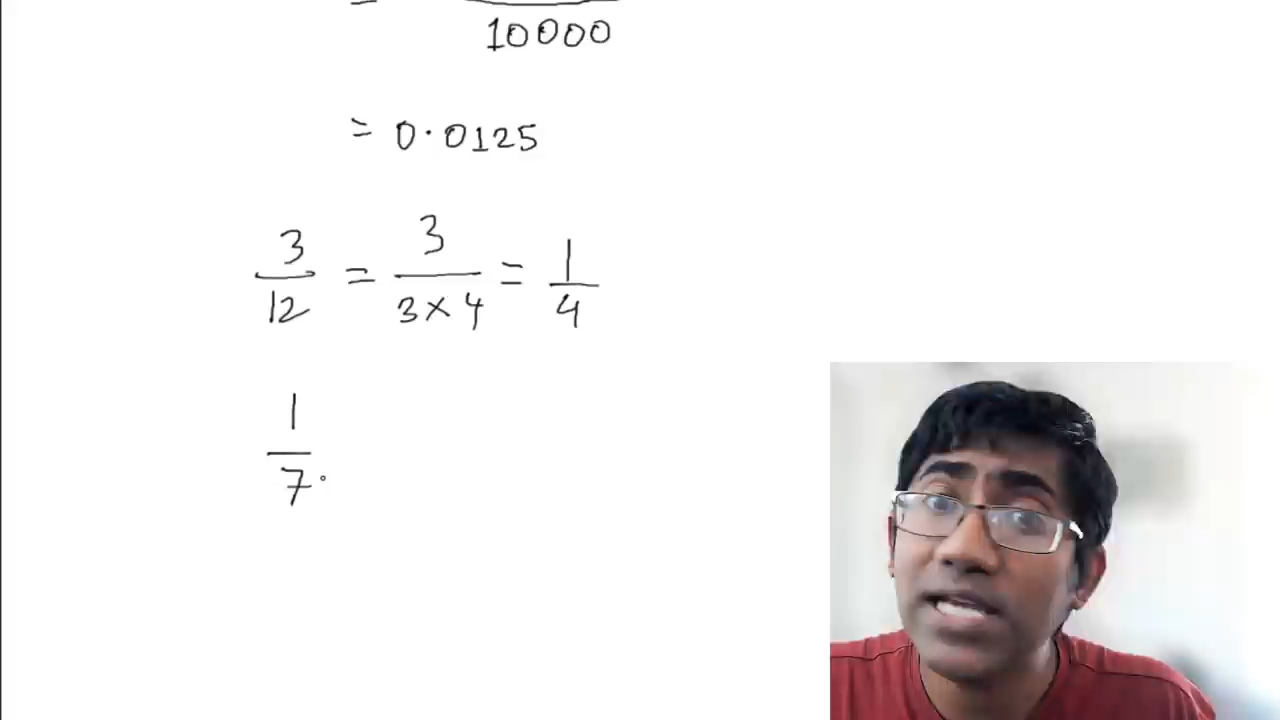 =
10000
= 0.0125
3/12 = 3/(3×4) = 1/4
1/7.